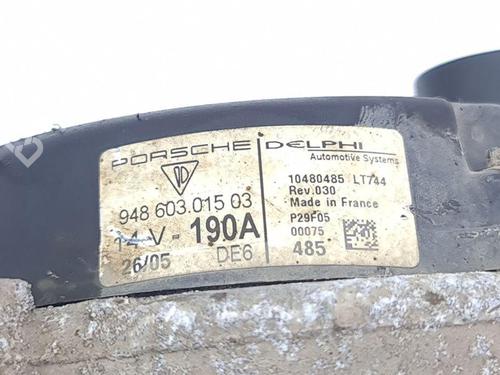 PORSCHE
948 603.015 03
14 V - 190A
26/05 DE6
DELPHI
Automotive Systems
10480485 LT744
Rev.030
Made in France
P29F05
00075
485